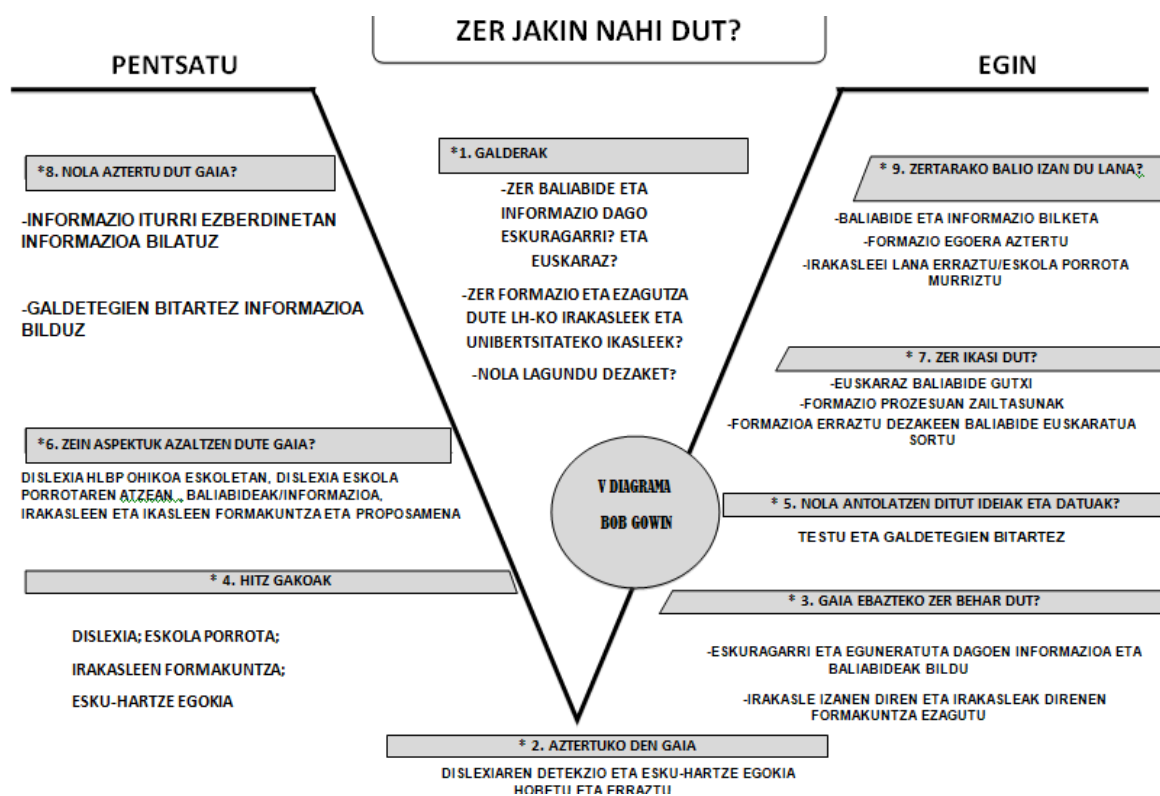 ZER JAKIN NAHI DUT?
PENTSATU
EGIN
*8. NOLA AZTERTU DUT GAIA?
-INFORMAZIO ITURRI EZBERDINETAN
INFORMAZIOA BILATUZ
-GALDETEGIEN BITARTEZ INFORMAZIOA
BILDUZ
*6. ZEIN ASPEKTUK AZALTZEN DUTE GAIA?
DISLEXIA HLBP OHIKOA ESKOLETAN, DISLEXIA ESKOLA
PORROTAREN ATZEAN , BALIABIDEAK/INFORMAZIOA,
IRAKASLEEN ETA IKASLEEN FORMAKUNTZA ETA PROPOSAMENA
* 4. HITZ GAKOAK
DISLEXIA; ESKOLA PORROTA;
IRAKASLEEN FORMAKUNTZA;
ESKU-HARTZE EGOKIA
*1. GALDERAK
-ZER BALIABIDE ETA
INFORMAZIO DAGO
ESKURAGARRI? ETA
EUSKARAZ?
-ZER FORMAZIO ETA EZAGUTZA
DUTE LH-KO IRAKASLEEK ETA
UNIBERTSITATEKO IKASLEEK?
-NOLA LAGUNDU DEZAKET?
V DIAGRAMA
BOB GOWIN
* 9. ZERTARAKO BALIO IZAN DU LANA?
-BALIABIDE ETA INFORMAZIO BILKETA
-FORMAZIO EGOERA AZTERTU
-IRAKASLEEI LANA ERRAZTU/ESKOLA PORROTA
MURRIZTU
* 7. ZER IKASI DUT?
-EUSKARAZ BALIABIDE GUTXI
-FORMAZIO PROZESUAN ZAILTASUNAK
-FORMAZIOA ERRAZTU DEZAKEEN BALIABIDE EUSKARATUA
SORTU
* 5. NOLA ANTOLATZEN DITUT IDEIAK ETA DATUAK?
TESTU ETA GALDETEGIEN BITARTEZ
* 3. GAIA EBAZTEKO ZER BEHAR DUT?
-ESKURAGARRI ETA EGUNERATUTA DAGOEN INFORMAZIOA ETA
BALIABIDEAK BILDU
-IRAKASLE IZANEN DIREN ETA IRAKASLEAK DIRENEN
FORMAKUNTZA EZAGUTU
* 2. AZTERTUKO DEN GAIA
DISLEXIAREN DETEKZIO ETA ESKU-HARTZE EGOKIA
HOBETU ETA ERRAZTU